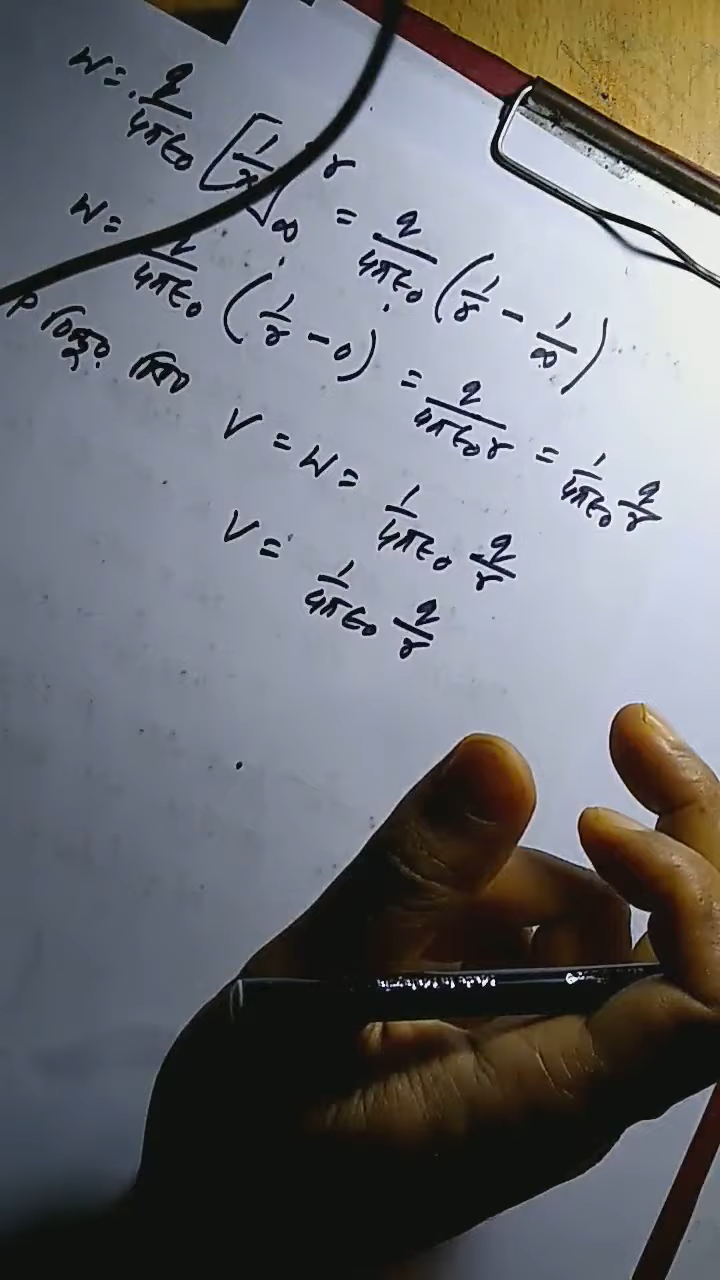 W = q/4πε₀ [1/x]∞^r = q/4πε₀ (1/r - 1/∞)
W = q/4πε₀ (1/r - 0) = q/4πε₀r = 1/4πε₀ q/r
P
V = W = 1/4πε₀ q/r
V = 1/4πε₀ q/r